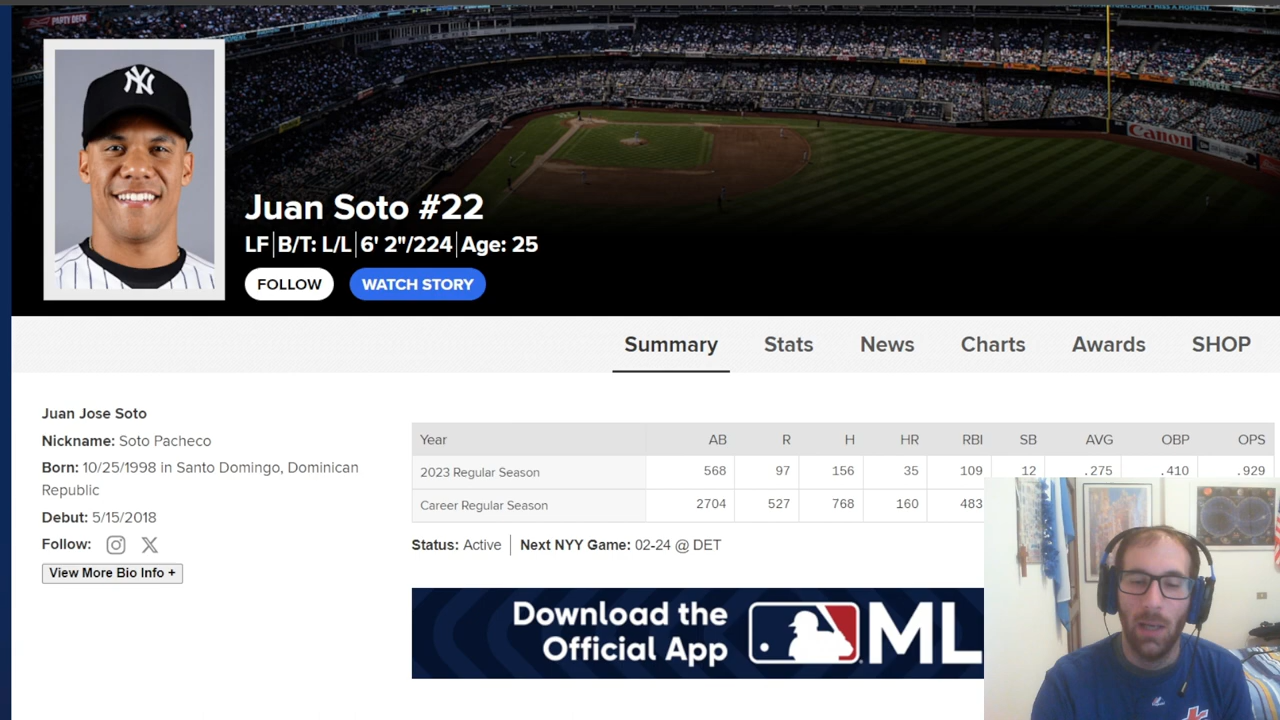 PARTY DECK
Canon
BIOFREEZE
NY
Juan Soto #22
LF B/T: L/L 6' 2"/224 Age: 25
FOLLOW WATCH STORY
Summary Stats News Charts Awards SHOP
Juan Jose Soto
Nickname: Soto Pacheco
Born: 10/25/1998 in Santo Domingo, Dominican
Republic
Debut: 5/15/2018
Follow:
View More Bio Info +
Year AB R H HR RBI SB AVG OBP OPS
2023 Regular Season 568 97 156 35 109 12 .275 .410 .929
Career Regular Season 2704 527 768 160 483
Status: Active Next NYY Game: 02-24 @ DET
Download the
Official App
ML